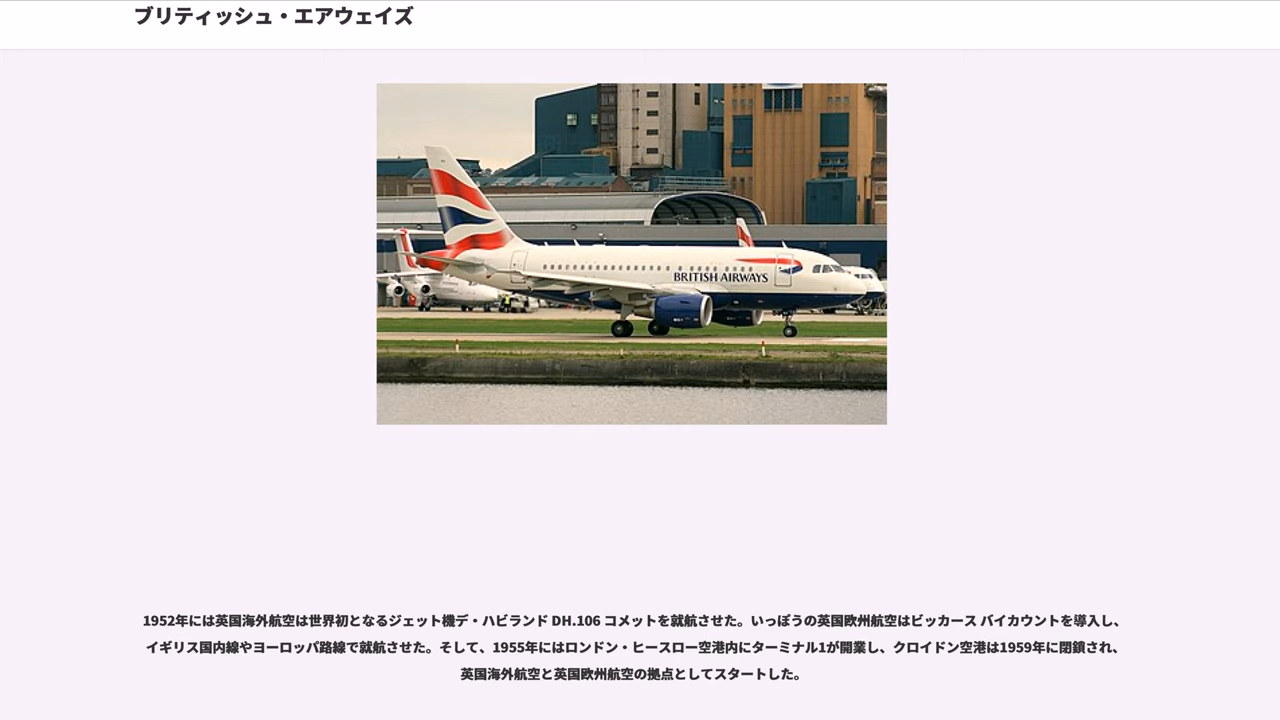 ブリティッシュ・エアウェイズ
BRITISH AIRWAYS
1952年には英国海外航空は世界初となるジェット機デ・ハビランド DH.106 コメットを就航させた。いっぽうの英国欧州航空はビッカース バイカウントを導入し、
イギリス国内線やヨーロッパ路線で就航させた。そして、1955年にはロンドン・ヒースロー空港内にターミナル1が開業し、クロイドン空港は1959年に閉鎖され、
英国海外航空と英国欧州航空の拠点としてスタートした。